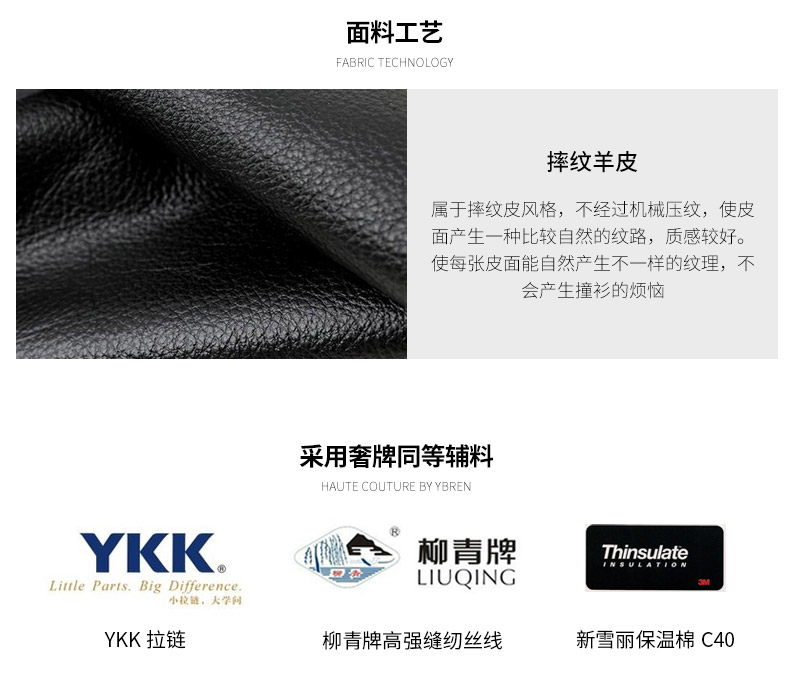 面料工艺
FABRIC TECHNOLOGY
摔纹羊皮
属于摔纹皮风格，不经过机械压纹，使皮
面产生一种比较自然的纹路，质感较好。
使每张皮面能自然产生不一样的纹理，不
会产生撞衫的烦恼
采用奢牌同等辅料
HAUTE COUTURE BY YBREN
YKK®
Little Parts. Big Difference.
小拉链，大学问
YKK 拉链
®
柳青
柳青牌
LIUQING
柳青牌高强缝纫丝线
Thinsulate
INSULATION
3M
新雪丽保温棉 C40